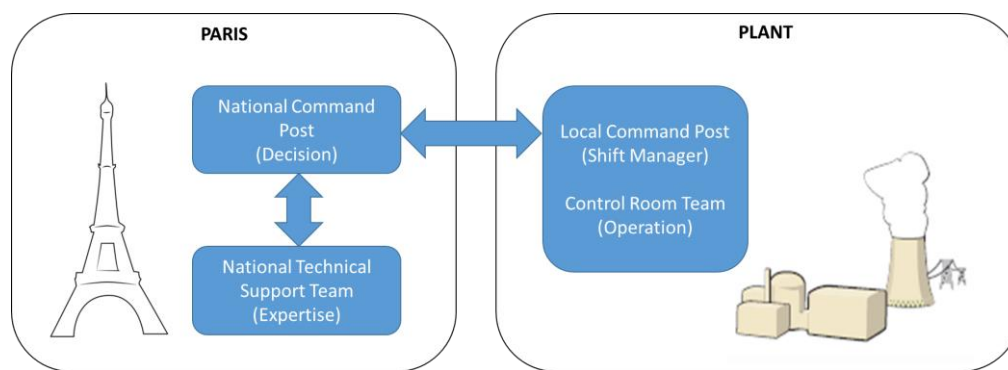 PARIS
National Command
Post
(Decision)
National Technical
Support Team
(Expertise)
PLANT
Local Command Post
(Shift Manager)
Control Room Team
(Operation)